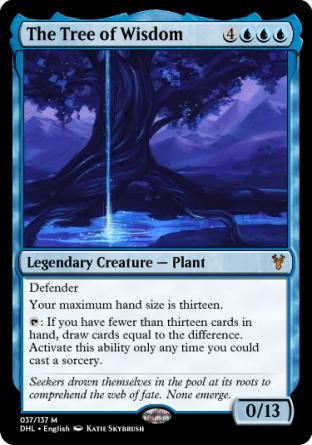 The Tree of Wisdom 4
Legendary Creature — Plant
Defender
Your maximum hand size is thirteen.
: If you have fewer than thirteen cards in
hand, draw cards equal to the difference.
Activate this ability only any time you could
cast a sorcery.
Seekers drown themselves in the pool at its roots to
comprehend the web of fate. None emerge.
0/13
037/137 M
DHL • English Katie Skybrush